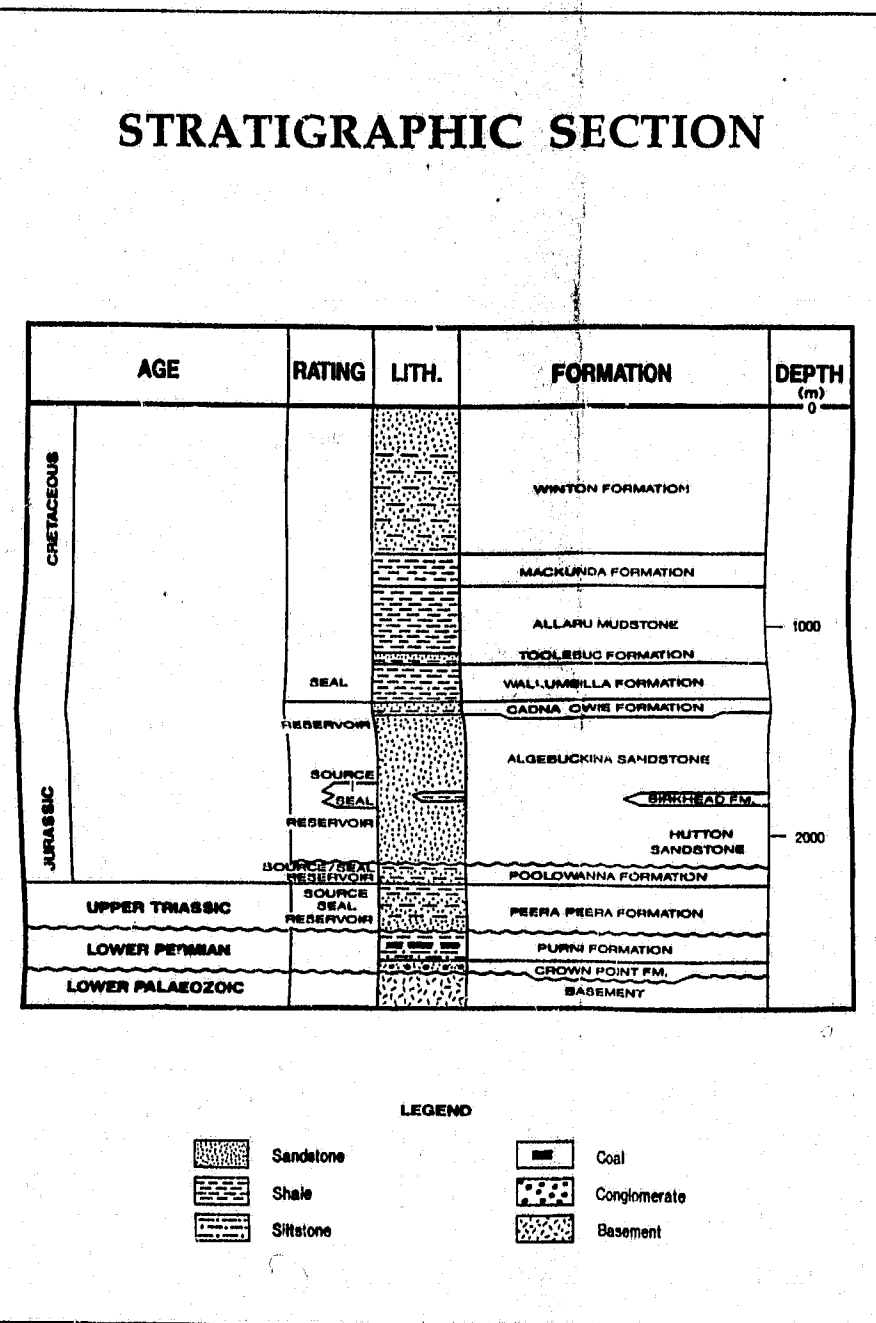 STRATIGRAPHIC SECTION
AGE RATING LITH. FORMATION DEPTH
(m)
0
CRETACEOUS
WINTON FORMATION
MACKUNDA FORMATION
ALLARU MUDSTONE
1000
TOOLEBUC FORMATION
SEAL
WALLUMBILLA FORMATION
CADNA OWIE FORMATION
RESERVOIR
ALGEBUCKINA SANDSTONE
SOURCE
SEAL
BIRKHEAD FM.
RESERVOIR
JURASSIC
HUTTON
SANDSTONE
2000
SOURCE/SEAL
RESERVOIR
POOLOWANNA FORMATION
UPPER TRIASSIC
SOURCE
SEAL
RESERVOIR
PEERA PEERA FORMATION
LOWER PERMIAN
PURNI FORMATION
CROWN POINT FM.
LOWER PALAEOZOIC
BASEMENT
LEGEND
Sandstone
Shale
Siltstone
Coal
Conglomerate
Basement